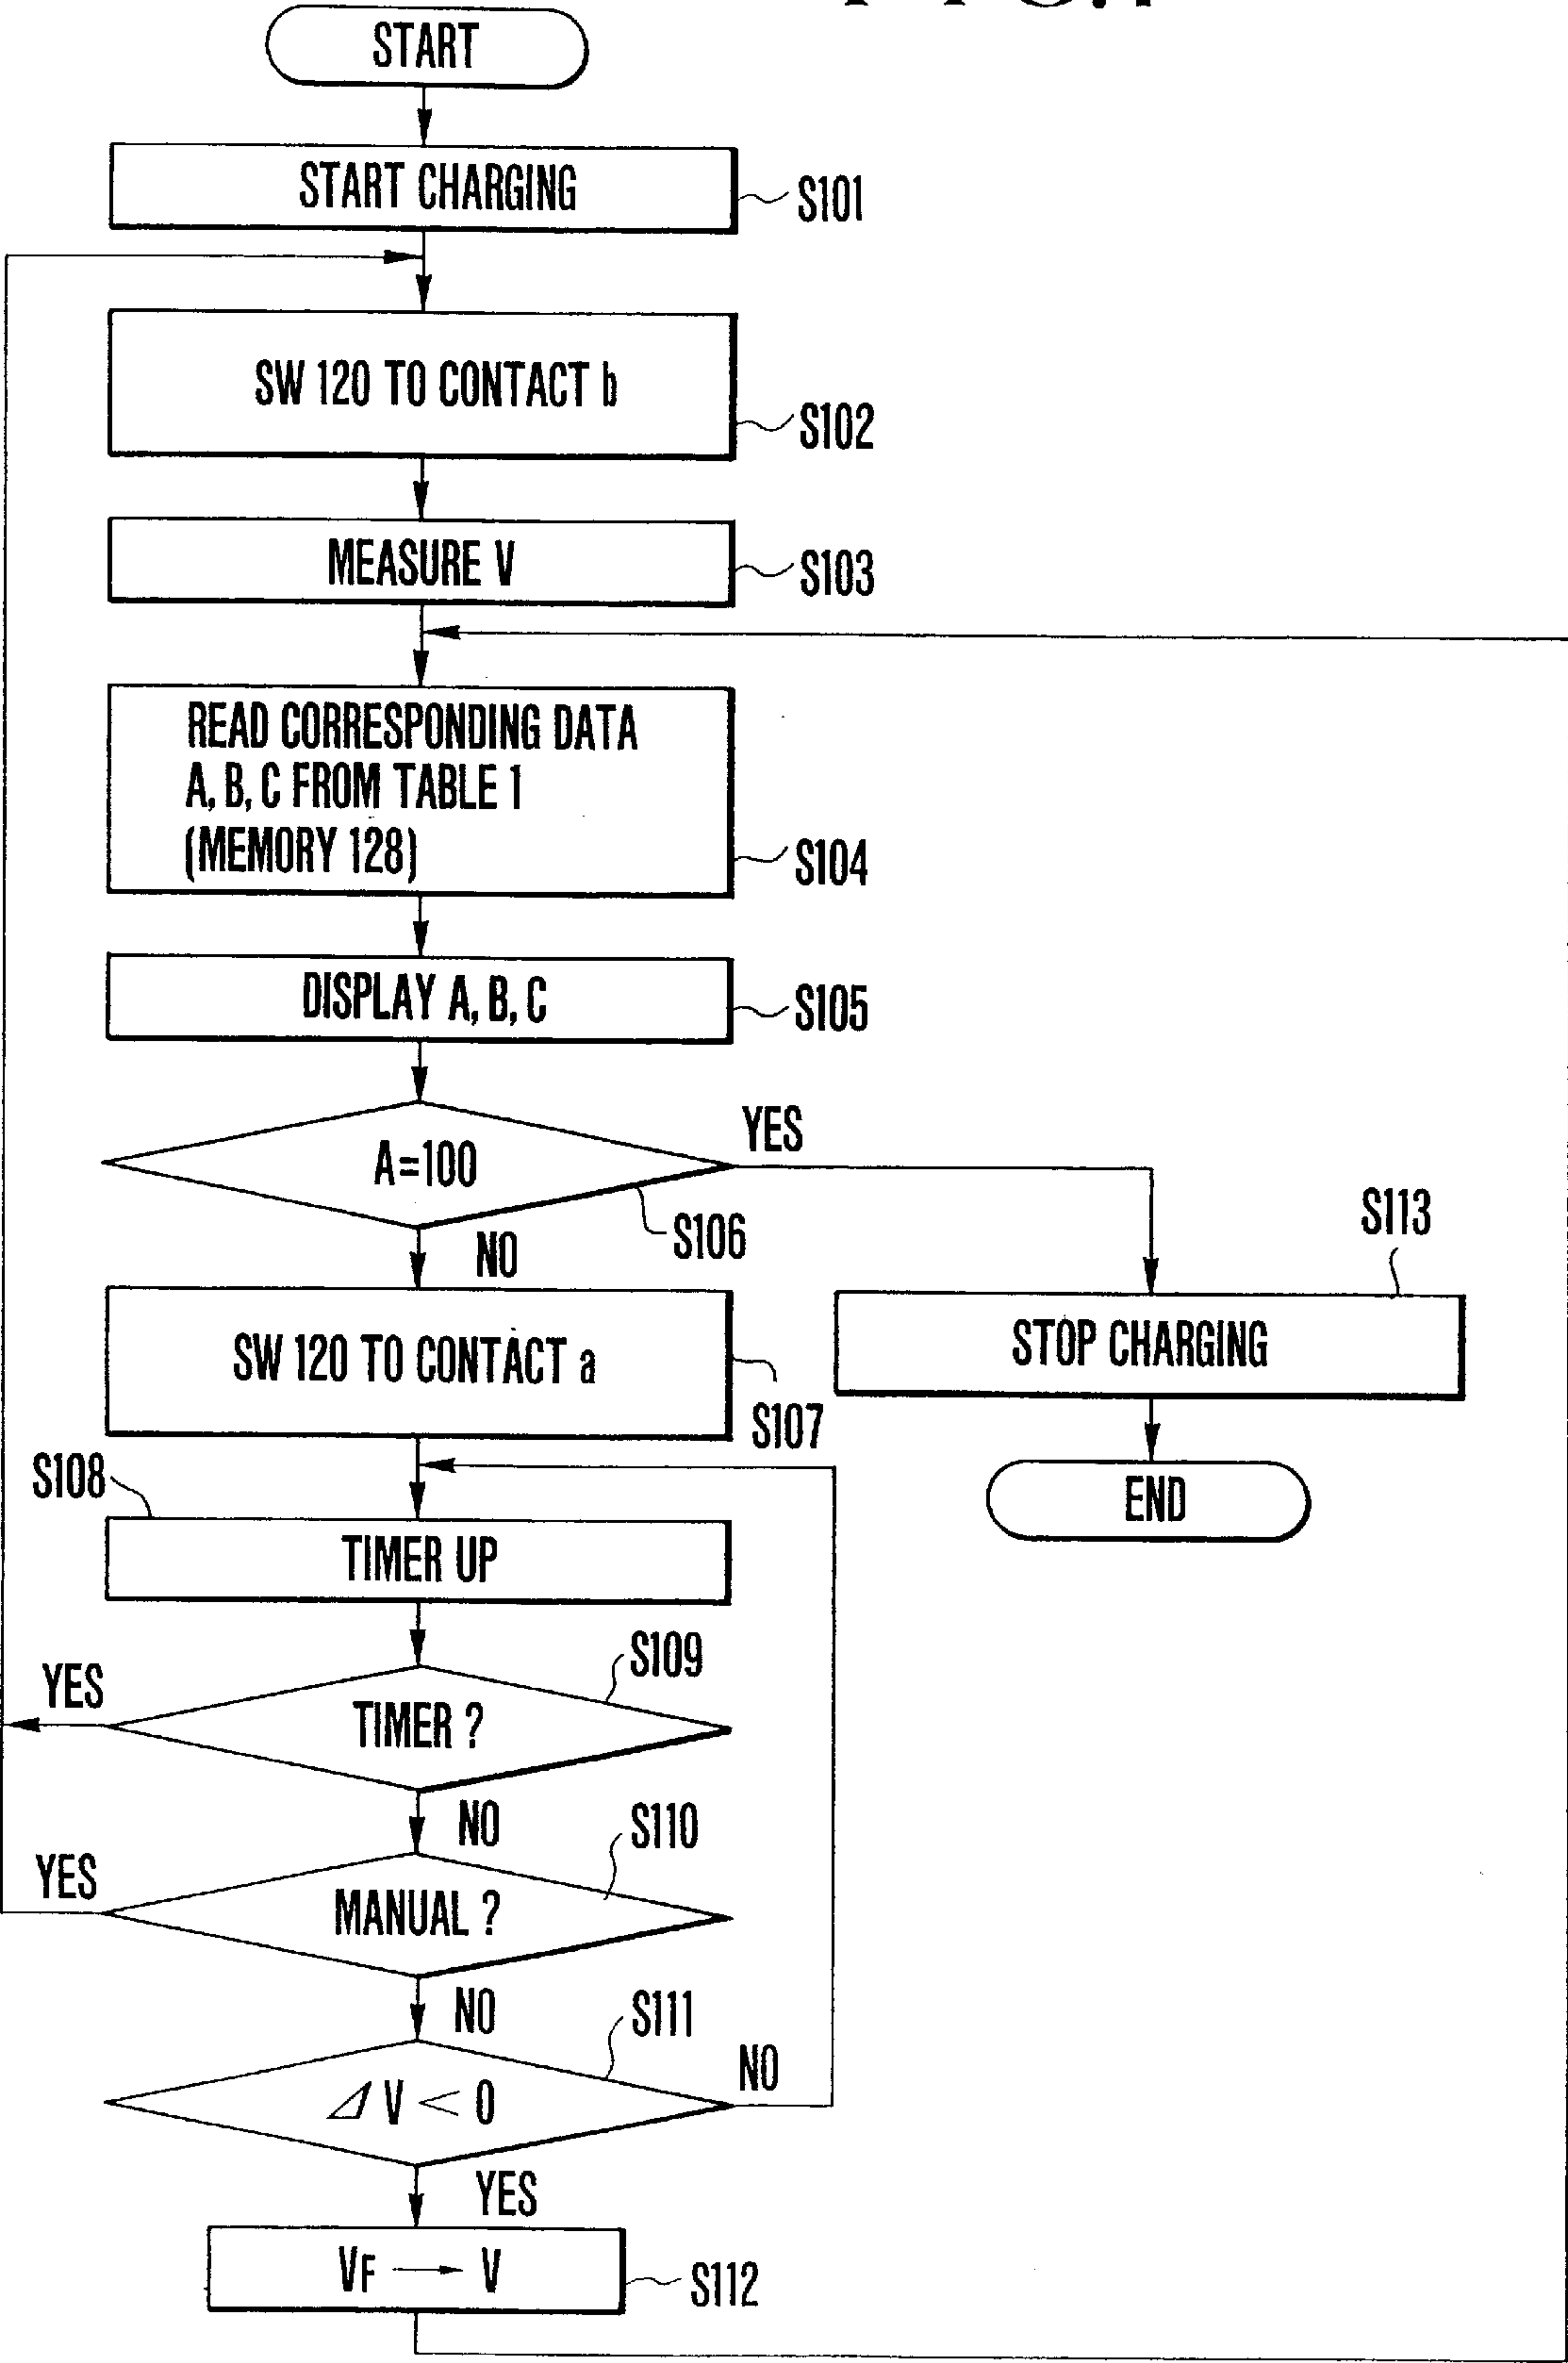 START
START CHARGING
S101
SW 120 TO CONTACT b
S102
MEASURE V
S103
READ CORRESPONDING DATA
A, B, C FROM TABLE 1
(MEMORY 128)
S104
DISPLAY A, B, C
S105
A=100
YES
S106
NO
S113
SW 120 TO CONTACT a
S107
STOP CHARGING
END
S108
TIMER UP
S109
YES
TIMER ?
NO
S110
YES
MANUAL ?
NO
S111
⊿ V < 0
NO
YES
VF → V
S112